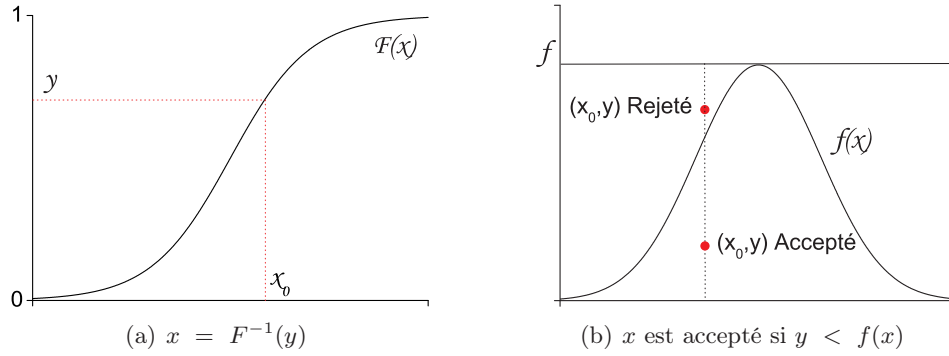 1
F(x)
y
x₀
0
(a) x = F⁻¹(y)
f
(x₀,y) Rejeté
f(x)
(x₀,y) Accepté
(b) x est accepté si y < f(x)